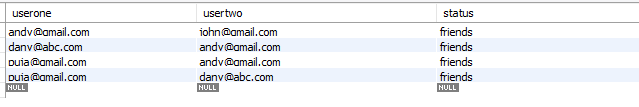 userone usertwo status
andy@gmail.com john@gmail.com friends
dany@abc.com andy@gmail.com friends
puja@gmail.com andy@gmail.com friends
puja@gmail.com dany@abc.com friends
NULL NULL NULL